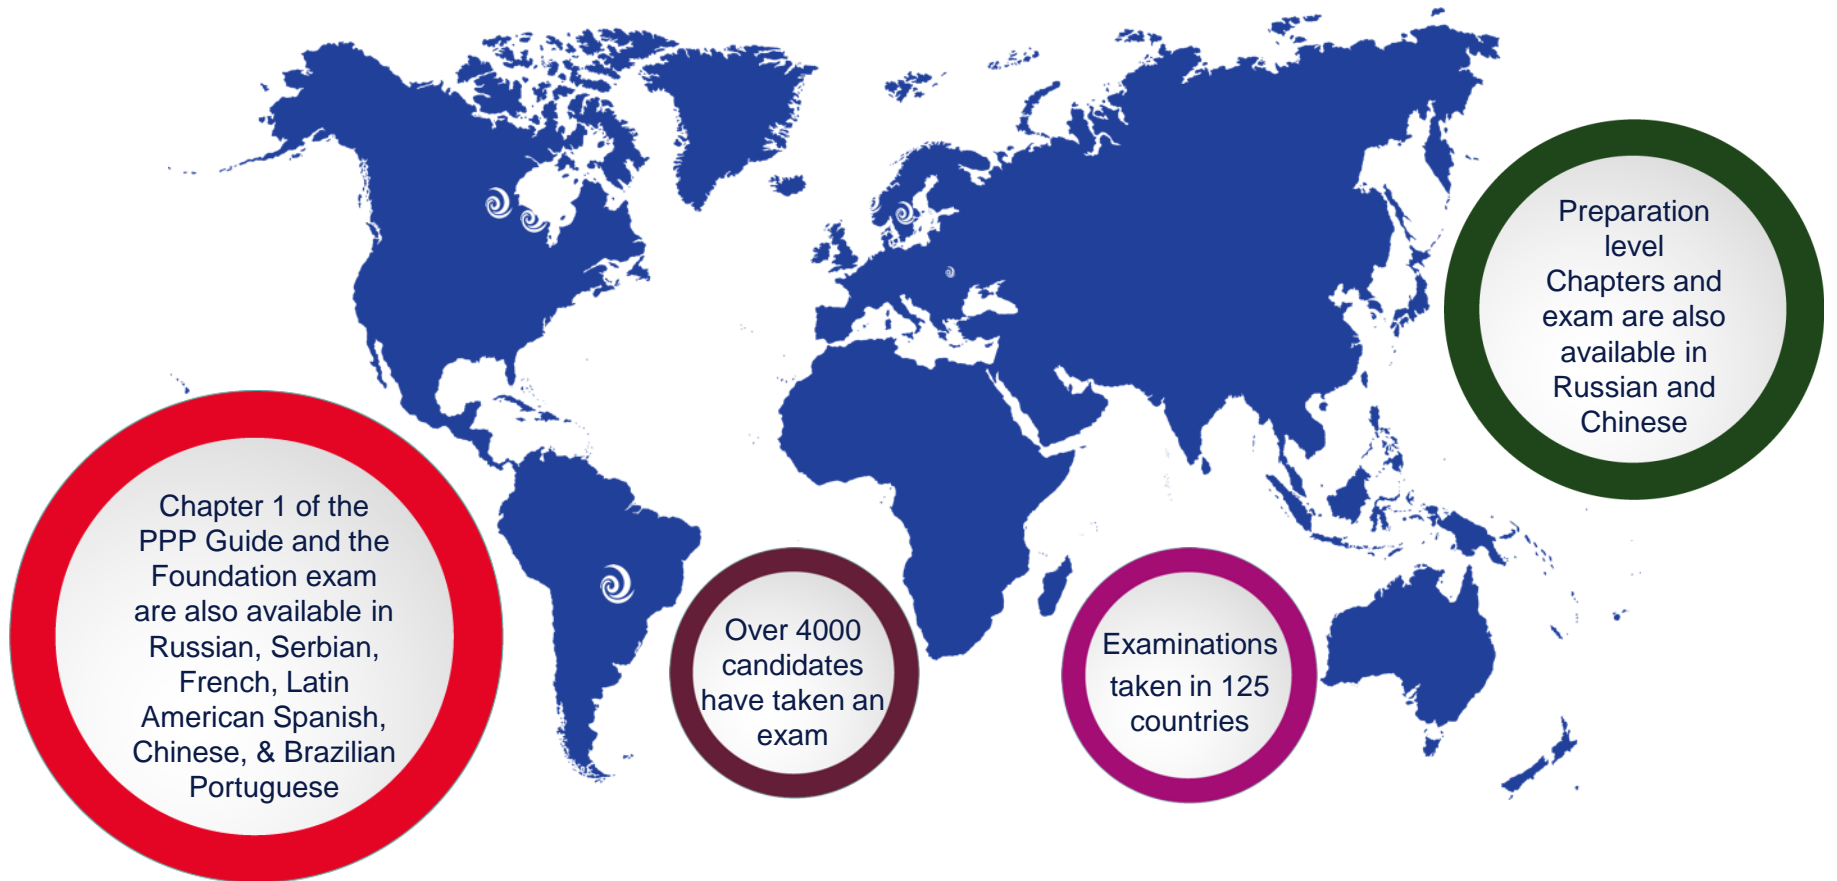 Preparation
level
Chapters and
exam are also
available in
Russian and
Chinese
Chapter 1 of the
PPP Guide and the
Foundation exam
are also available in
Russian, Serbian,
French, Latin
American Spanish,
Chinese, & Brazilian
Portuguese
Over 4000
candidates
have taken an
exam
Examinations
taken in 125
countries